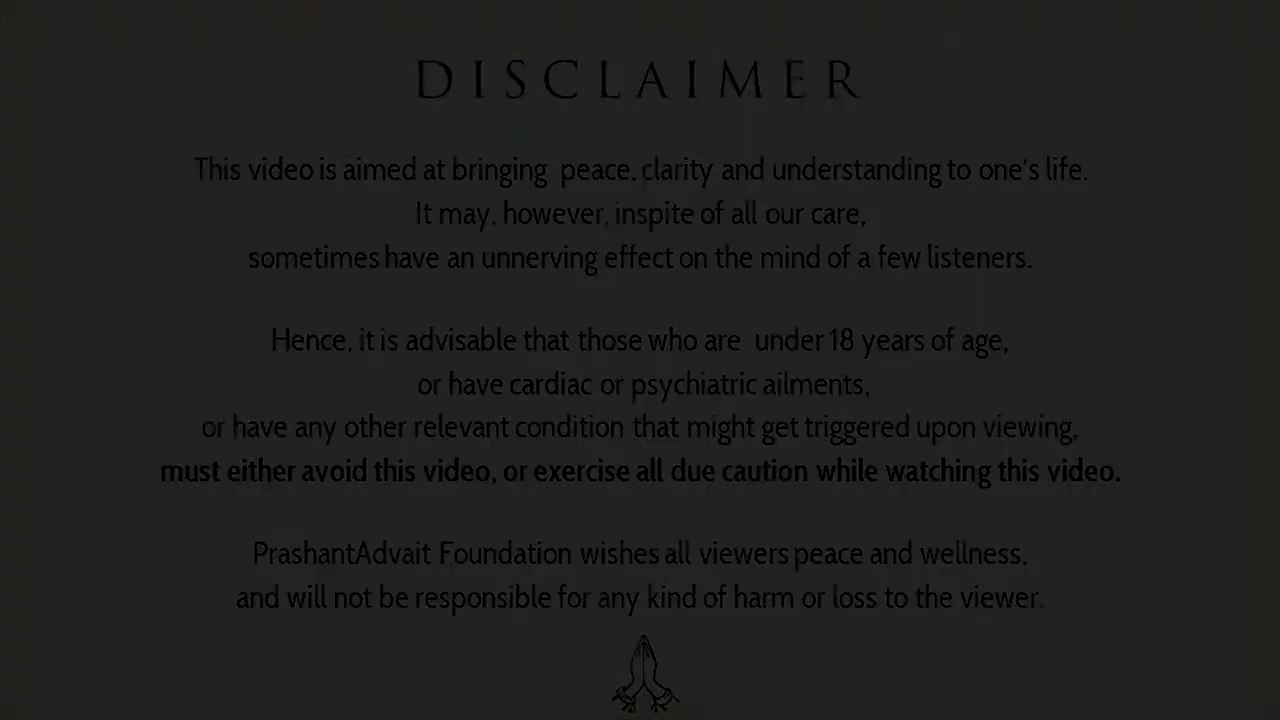 DISCLAIMER
This video is aimed at bringing peace, clarity and understanding to one's life.
It may, however, inspite of all our care,
sometimes have an unnerving effect on the mind of a few listeners.
Hence, it is advisable that those who are under 18 years of age,
or have cardiac or psychiatric ailments,
or have any other relevant condition that might get triggered upon viewing,
must either avoid this video, or exercise all due caution while watching this video.
PrashantAdvait Foundation wishes all viewers peace and wellness,
and will not be responsible for any kind of harm or loss to the viewer.